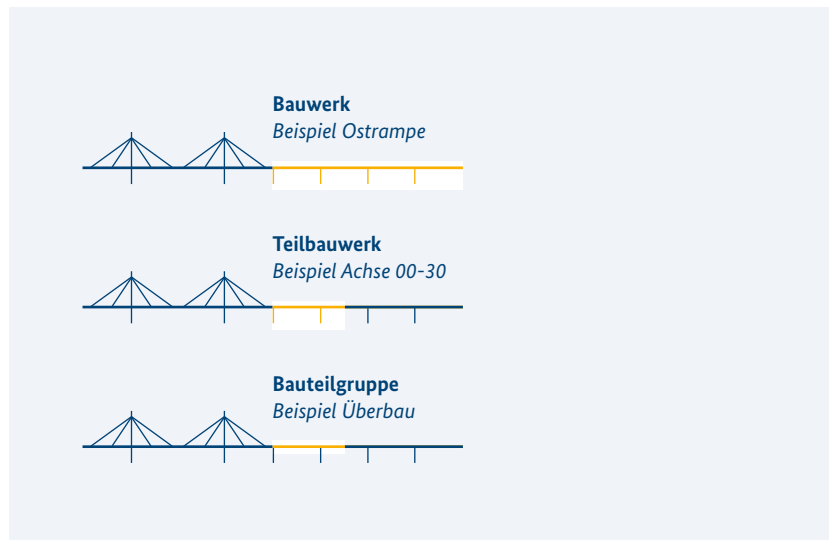 Bauwerk
Beispiel Ostrampe
Teilbauwerk
Beispiel Achse 00-30
Bauteilgruppe
Beispiel Überbau